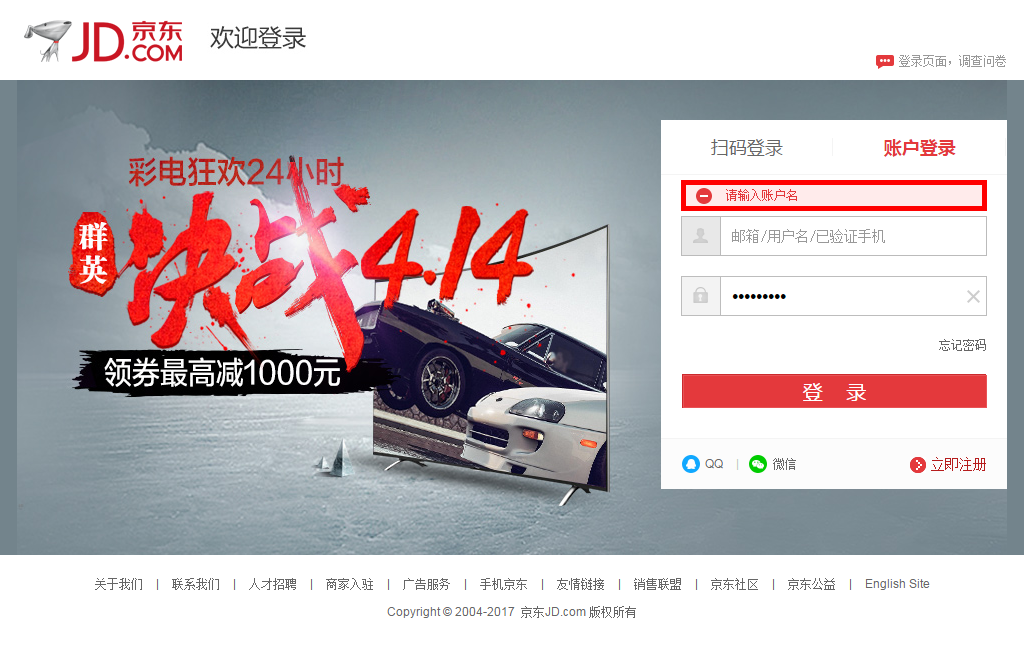 JD.COM 京东
欢迎登录
登录页面，调查问卷
彩电狂欢24小时
群英
决战4.14
领券最高减1000元
扫码登录
账户登录
请输入账户名
邮箱/用户名/已验证手机
•••••••••
忘记密码
登 录
QQ | 微信
立即注册
关于我们 | 联系我们 | 人才招聘 | 商家入驻 | 广告服务 | 手机京东 | 友情链接 | 销售联盟 | 京东社区 | 京东公益 | English Site
Copyright © 2004-2017 京东JD.com 版权所有